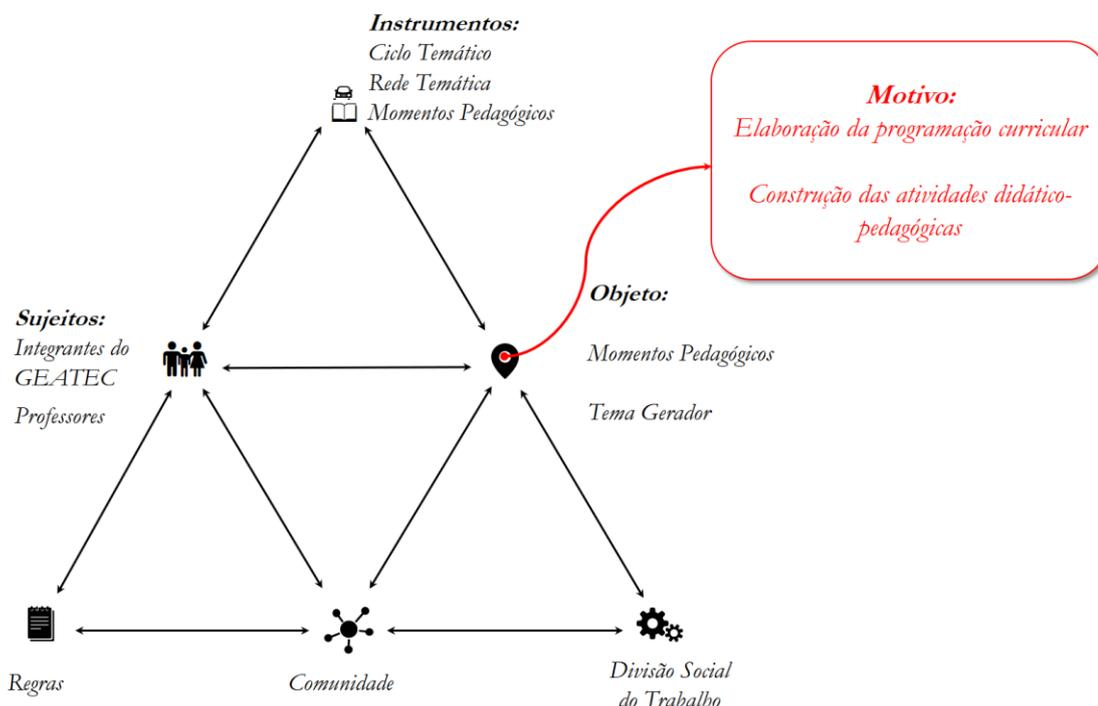 Instrumentos:
Ciclo Temático
Rede Temática
Momentos Pedagógicos
Motivo:
Elaboração da programação curricular
Construção das atividades didático-
pedagógicas
Sujeitos:
Integrantes do
GEATEC
Professores
Objeto:
Momentos Pedagógicos
Tema Gerador
Regras
Comunidade
Divisão Social
do Trabalho